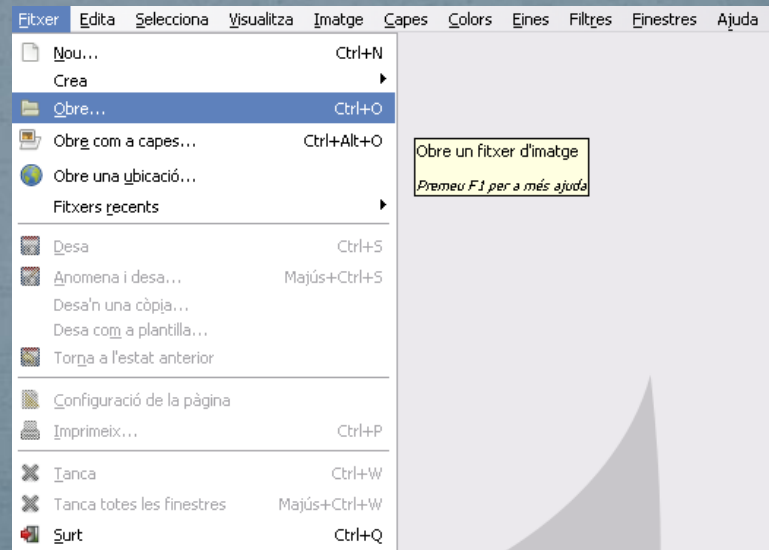 Fitxer Edita Selecciona Visualitza Imatge Capes Colors Eines Filtres Finestres Ajuda
Nou... Ctrl+N
Crea
Obre... Ctrl+O
Obre com a capes... Ctrl+Alt+O
Obre un fitxer d'imatge
Premeu F1 per a més ajuda
Obre una ubicació...
Fitxers recents
Desa Ctrl+S
Anomena i desa... Majús+Ctrl+S
Desa'n una còpia...
Desa com a plantilla...
Torna a l'estat anterior
Configuració de la pàgina
Imprimeix... Ctrl+P
Tanca Ctrl+W
Tanca totes les finestres Majús+Ctrl+W
Surt Ctrl+Q